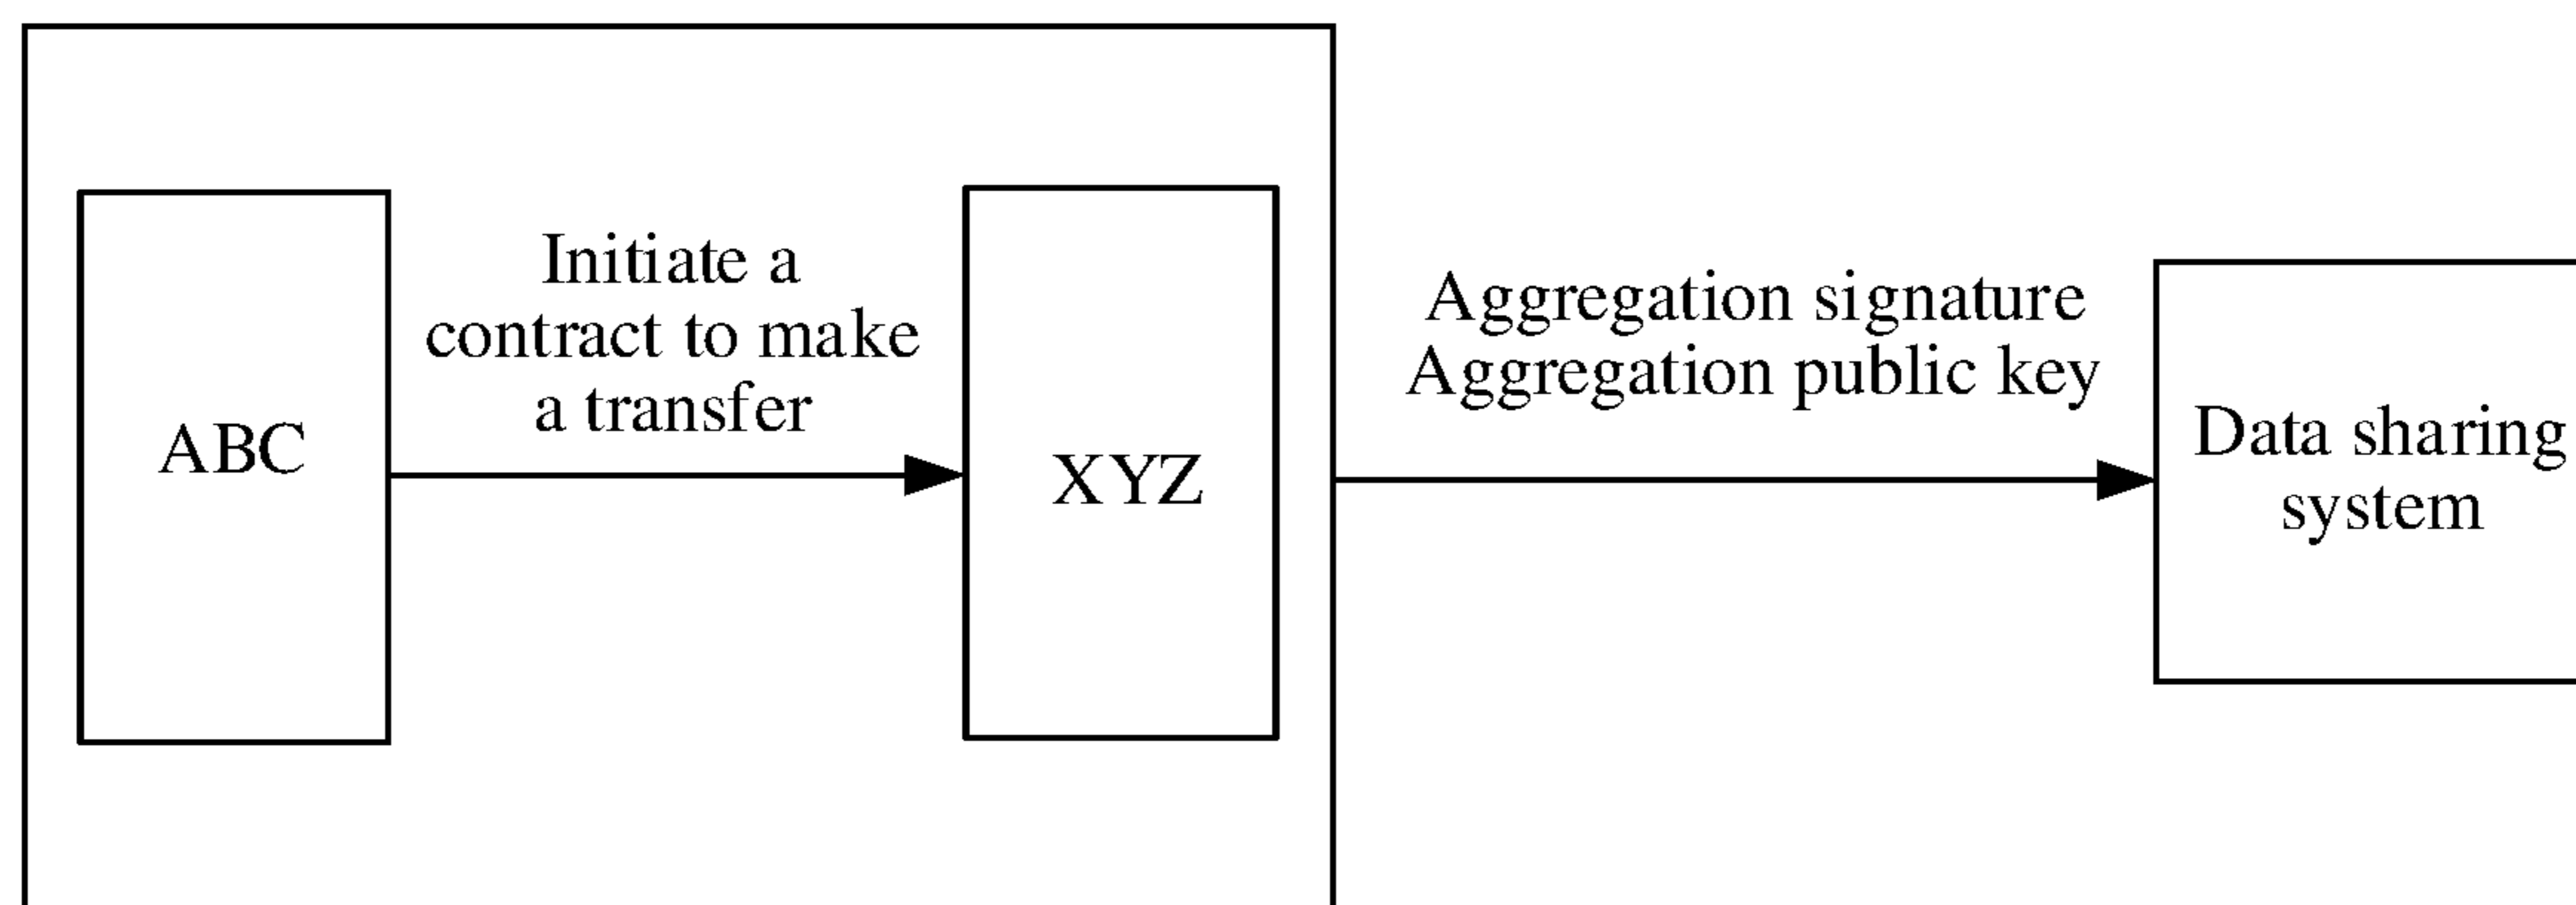 ABC
Initiate a
contract to make
a transfer
XYZ
Aggregation signature
Aggregation public key
Data sharing
system